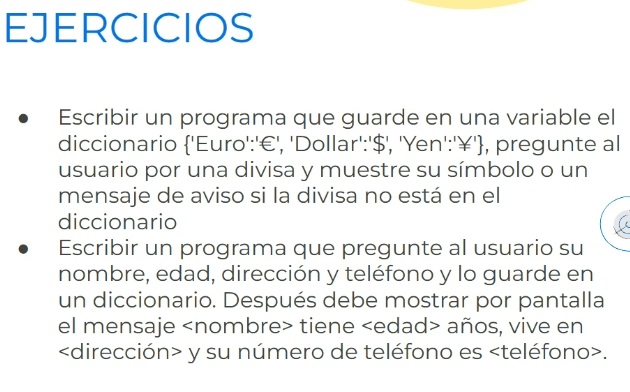 EJERCICIOS
● Escribir un programa que guarde en una variable el
diccionario {'Euro':'€', 'Dollar':'$', 'Yen':'¥'}, pregunte al
usuario por una divisa y muestre su símbolo o un
mensaje de aviso si la divisa no está en el
diccionario
● Escribir un programa que pregunte al usuario su
nombre, edad, dirección y teléfono y lo guarde en
un diccionario. Después debe mostrar por pantalla
el mensaje <nombre> tiene <edad> años, vive en
<dirección> y su número de teléfono es <teléfono>.